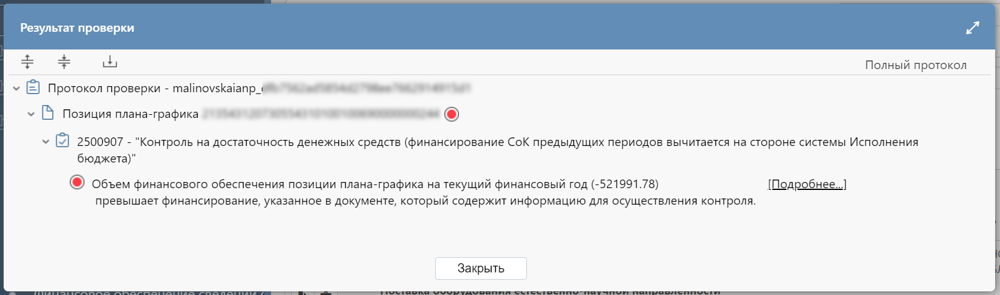 Результат проверки
Полный протокол
Протокол проверки - malinovskaianp_
Позиция плана-графика
2500907 - "Контроль на достаточность денежных средств (финансирование СоК предыдущих периодов вычитается на стороне системы Исполнения
бюджета)"
Объем финансового обеспечения позиции плана-графика на текущий финансовый год (-521991.78) [Подробнее...]
превышает финансирование, указанное в документе, который содержит информацию для осуществления контроля.
Закрыть